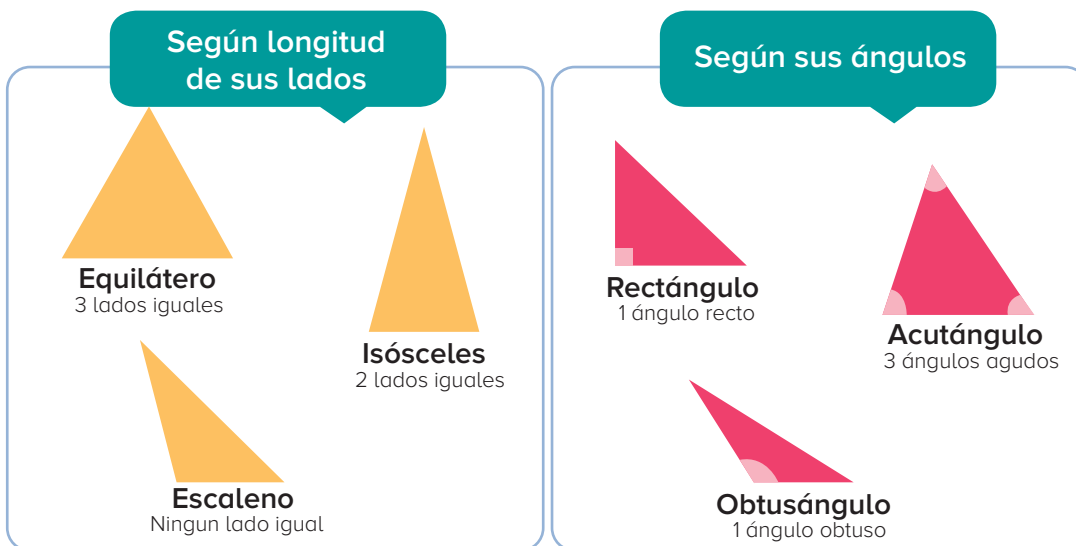 Según longitud
de sus lados
Equilátero
3 lados iguales
Isósceles
2 lados iguales
Escaleno
Ningun lado igual
Según sus ángulos
Rectángulo
1 ángulo recto
Acutángulo
3 ángulos agudos
Obtusángulo
1 ángulo obtuso